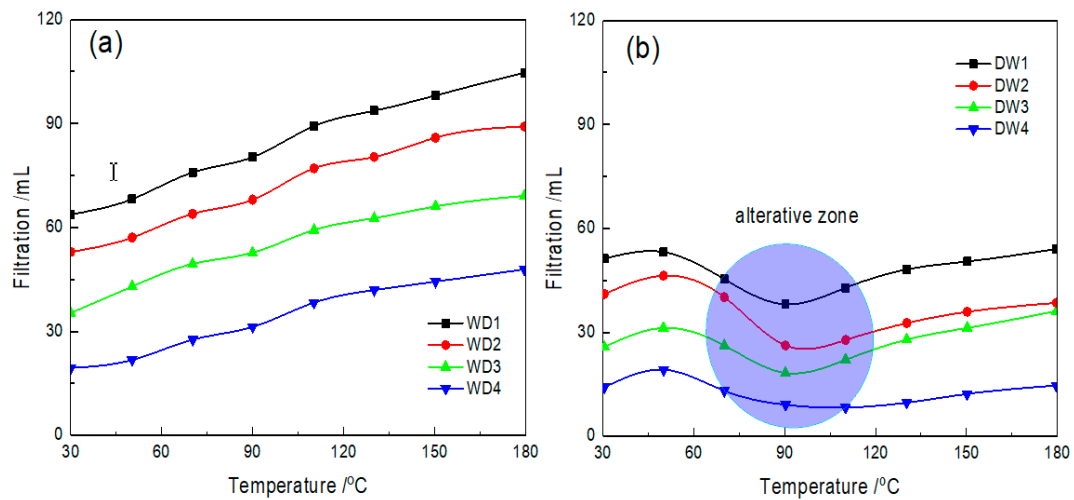 (a)
Filtration /mL
120
90
60
30
0
WD1
WD2
WD3
WD4
30 60 90 120 150 180
Temperature /°C
(b)
Filtration /mL
120
90
60
30
0
DW1
DW2
DW3
DW4
alterative zone
30 60 90 120 150 180
Temperature /°C